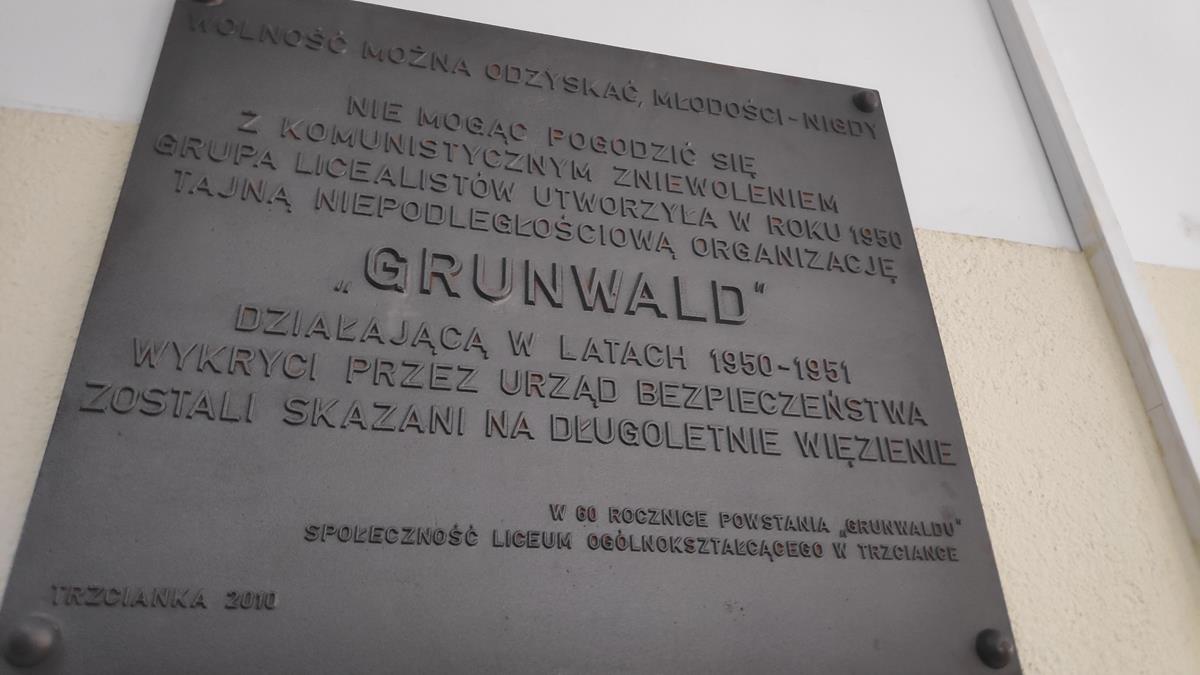 WOLNOŚĆ MOŻNA ODZYSKAĆ, MŁODOŚCI - NIGDY
NIE MOGĄC POGODZIĆ SIĘ
Z KOMUNISTYCZNYM ZNIEWOLENIEM
GRUPA LICEALISTÓW UTWORZYŁA W ROKU 1950
TAJNĄ NIEPODLEGŁOŚCIOWĄ ORGANIZACJĘ
„GRUNWALD”
DZIAŁAJĄCĄ W LATACH 1950-1951
WYKRYCI PRZEZ URZĄD BEZPIECZEŃSTWA
ZOSTALI SKAZANI NA DŁUGOLETNIE WIĘZIENIE
W 60 ROCZNICE POWSTANIA „GRUNWALDU”
SPOŁECZNOŚĆ LICEUM OGÓLNOKSZTAŁCĄCEGO W TRZCIANCE
TRZCIANKA 2010